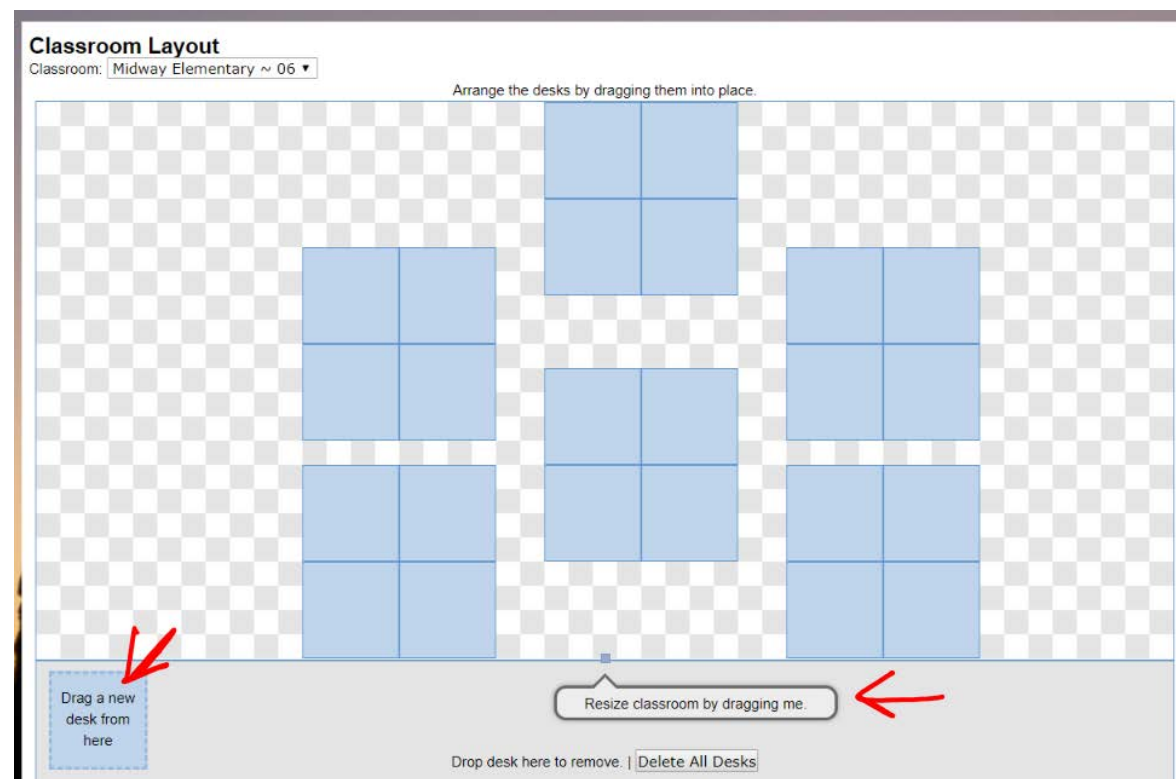 Classroom Layout
Classroom: Midway Elementary ~ 06 ▼
Arrange the desks by dragging them into place.
Drag a new
desk from
here
Resize classroom by dragging me.
Drop desk here to remove. | Delete All Desks